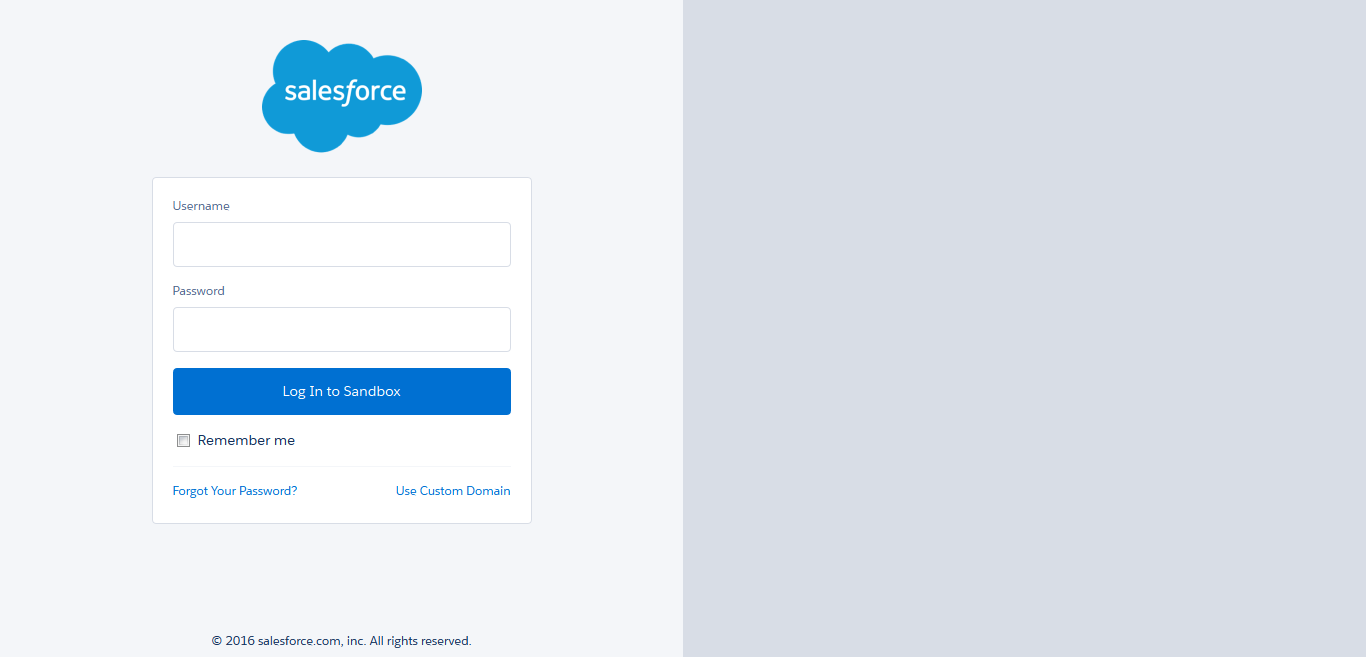 salesforce
Username
Password
Log In to Sandbox
Remember me
Forgot Your Password? Use Custom Domain
© 2016 salesforce.com, inc. All rights reserved.